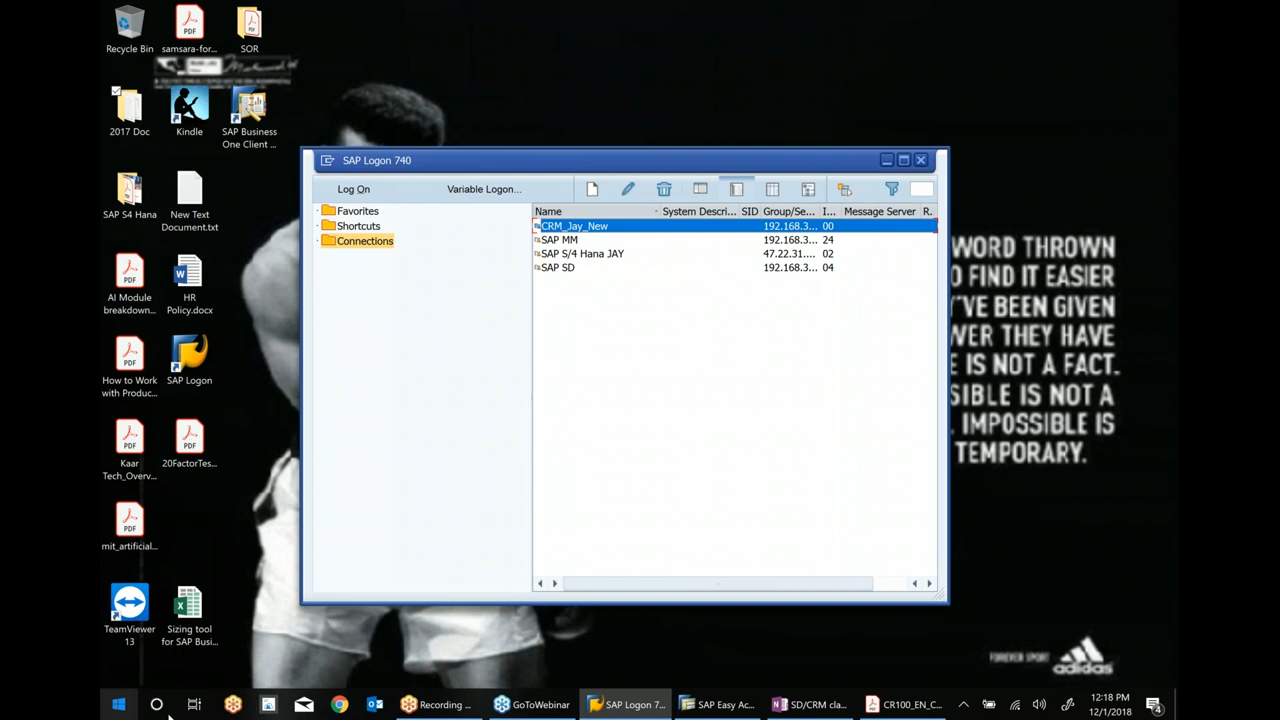 Recycle Bin
samsara-for...
SOR
2017 Doc
Kindle
SAP Business
One Client ...
SAP S4 Hana
New Text
Document.txt
AI Module
breakdown...
HR
Policy.docx
How to Work
with Produc...
SAP Logon
Kaar
Tech_Overv...
20FactorTes...
mit_artificial...
TeamViewer
13
Sizing tool
for SAP Busi...
SAP Logon 740
Log On
Variable Logon...
Favorites
Shortcuts
Connections
Name System Descri... SID Group/Se... I... Message Server R.
CRM_Jay_New 192.168.3... 00
SAP MM 192.168.3... 24
SAP S/4 Hana JAY 47.22.31.... 02
SAP SD 192.168.3... 04
WORD THROWN
O FIND IT EASIER
'VE BEEN GIVEN
WER THEY HAVE
E IS NOT A FACT.
SIBLE IS NOT A
. IMPOSSIBLE IS
TEMPORARY.
FOREVER SPORT
adidas
Recording ...
GoToWebinar
SAP Logon 7...
SAP Easy Ac...
SD/CRM cla...
CR100_EN_C...
12:18 PM
12/1/2018
4